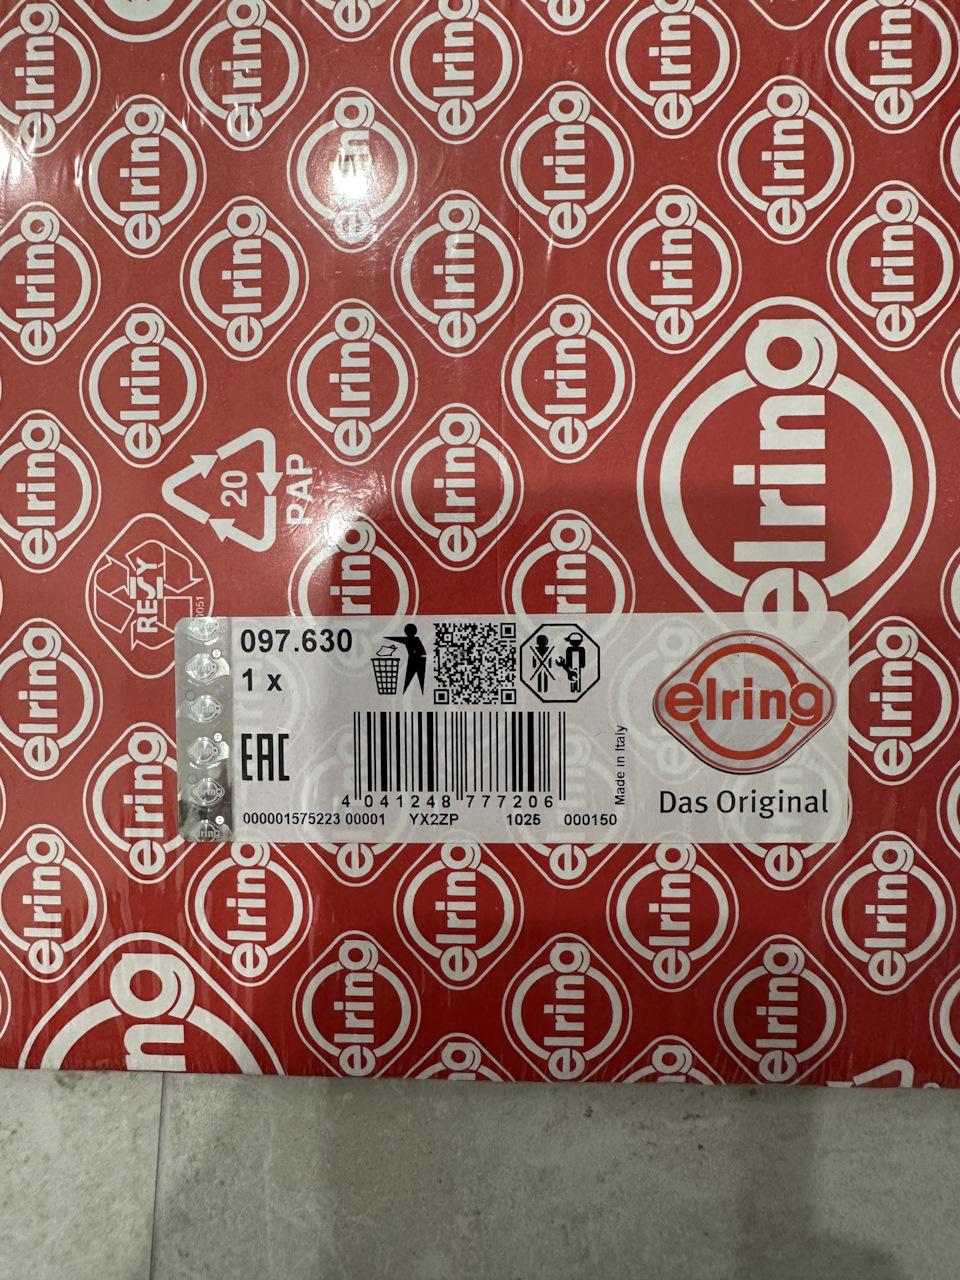 elring
20
PAP
RESY
097.630
1 x
EAC
4 041248 777206
000001575223 00001 YX2ZP 1025 000150
Made in Italy
elring
Das Original